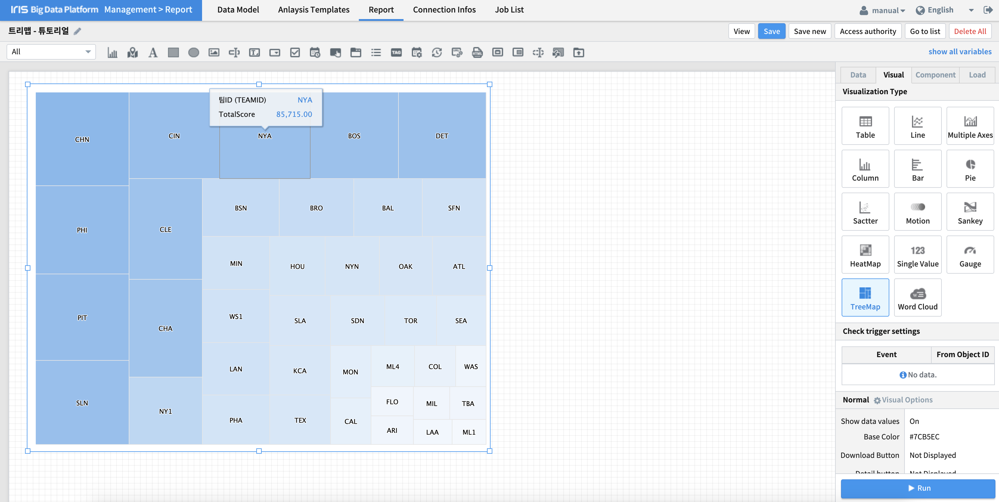 IRIS Big Data Platform Management > Report Data Model Anlaysis Templates Report Connection Infos Job List manual English
트리맵 - 튜토리얼 View Save Save new Access authority Go to list Delete All
All A T TAG URL HTML show all variables
Data Visual Component Load
Visualization Type
팀ID (TEAMID) NYA
TotalScore 85,715.00
CHN CIN NYA BOS DET
Table Line Multiple Axes
Column Bar Pie
BSN BRO BAL SFN
PHI CLE
Sactter Motion Sankey
MIN HOU NYN OAK ATL
123
HeatMap Single Value Gauge
W
TreeMap Word Cloud
PIT CHA WS1 SLA SDN TOR SEA
Check trigger settings
Event From Object ID
No data.
LAN KCA MON ML4 COL WAS
SLN NY1 FLO MIL TBA
Normal Visual Options
PHA TEX CAL ARI LAA ML1
Show data values On
Base Color #7CB5EC
Download Button Not Displayed
Detail button Not Displayed
Run